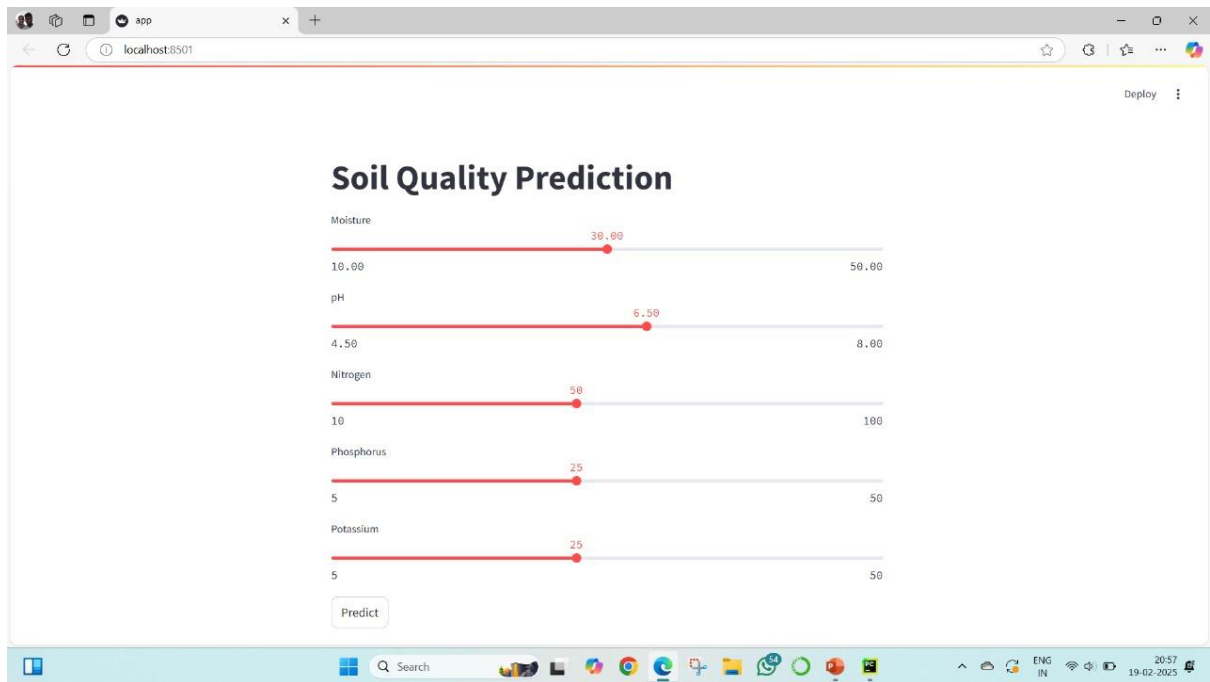 app
localhost:8501
Deploy
Soil Quality Prediction
Moisture
30.00
10.00 50.00
pH
6.50
4.50 8.00
Nitrogen
50
10 100
Phosphorus
25
5 50
Potassium
25
5 50
Predict
Search
54
PC
ENG
IN
20:57
19-02-2025